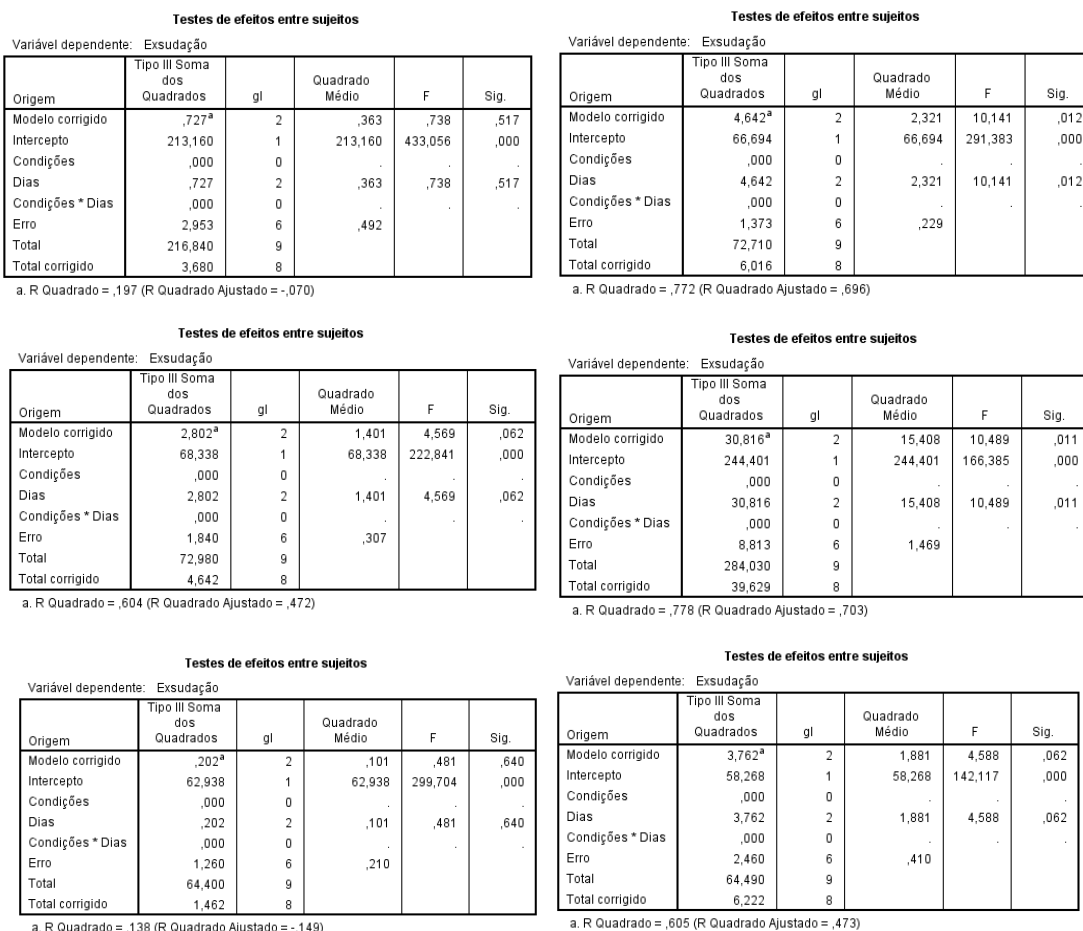 Testes de efeitos entre sujeitos
Variável dependente: Exsudação
Origem Tipo III Soma dos Quadrados gl Quadrado Médio F Sig.
Modelo corrigido ,727a 2 ,363 ,738 ,517
Intercepto 213,160 1 213,160 433,056 ,000
Condições ,000 0 . . .
Dias ,727 2 ,363 ,738 ,517
Condições * Dias ,000 0 . . .
Erro 2,953 6 ,492
Total 216,840 9
Total corrigido 3,680 8
a. R Quadrado = ,197 (R Quadrado Ajustado = -,070)
Testes de efeitos entre sujeitos
Variável dependente: Exsudação
Origem Tipo III Soma dos Quadrados gl Quadrado Médio F Sig.
Modelo corrigido 4,642a 2 2,321 10,141 ,012
Intercepto 66,694 1 66,694 291,383 ,000
Condições ,000 0 . . .
Dias 4,642 2 2,321 10,141 ,012
Condições * Dias ,000 0 . . .
Erro 1,373 6 ,229
Total 72,710 9
Total corrigido 6,016 8
a. R Quadrado = ,772 (R Quadrado Ajustado = ,696)
Testes de efeitos entre sujeitos
Variável dependente: Exsudação
Origem Tipo III Soma dos Quadrados gl Quadrado Médio F Sig.
Modelo corrigido 2,802a 2 1,401 4,569 ,062
Intercepto 68,338 1 68,338 222,841 ,000
Condições ,000 0 . . .
Dias 2,802 2 1,401 4,569 ,062
Condições * Dias ,000 0 . . .
Erro 1,840 6 ,307
Total 72,980 9
Total corrigido 4,642 8
a. R Quadrado = ,604 (R Quadrado Ajustado = ,472)
Testes de efeitos entre sujeitos
Variável dependente: Exsudação
Origem Tipo III Soma dos Quadrados gl Quadrado Médio F Sig.
Modelo corrigido 30,816a 2 15,408 10,489 ,011
Intercepto 244,401 1 244,401 166,385 ,000
Condições ,000 0 . . .
Dias 30,816 2 15,408 10,489 ,011
Condições * Dias ,000 0 . . .
Erro 8,813 6 1,469
Total 284,030 9
Total corrigido 39,629 8
a. R Quadrado = ,778 (R Quadrado Ajustado = ,703)
Testes de efeitos entre sujeitos
Variável dependente: Exsudação
Origem Tipo III Soma dos Quadrados gl Quadrado Médio F Sig.
Modelo corrigido ,202a 2 ,101 ,481 ,640
Intercepto 62,938 1 62,938 299,704 ,000
Condições ,000 0 . . .
Dias ,202 2 ,101 ,481 ,640
Condições * Dias ,000 0 . . .
Erro 1,260 6 ,210
Total 64,400 9
Total corrigido 1,462 8
a. R Quadrado = ,138 (R Quadrado Ajustado = -,149)
Testes de efeitos entre sujeitos
Variável dependente: Exsudação
Origem Tipo III Soma dos Quadrados gl Quadrado Médio F Sig.
Modelo corrigido 3,762a 2 1,881 4,588 ,062
Intercepto 58,268 1 58,268 142,117 ,000
Condições ,000 0 . . .
Dias 3,762 2 1,881 4,588 ,062
Condições * Dias ,000 0 . . .
Erro 2,460 6 ,410
Total 64,490 9
Total corrigido 6,222 8
a. R Quadrado = ,605 (R Quadrado Ajustado = ,473)